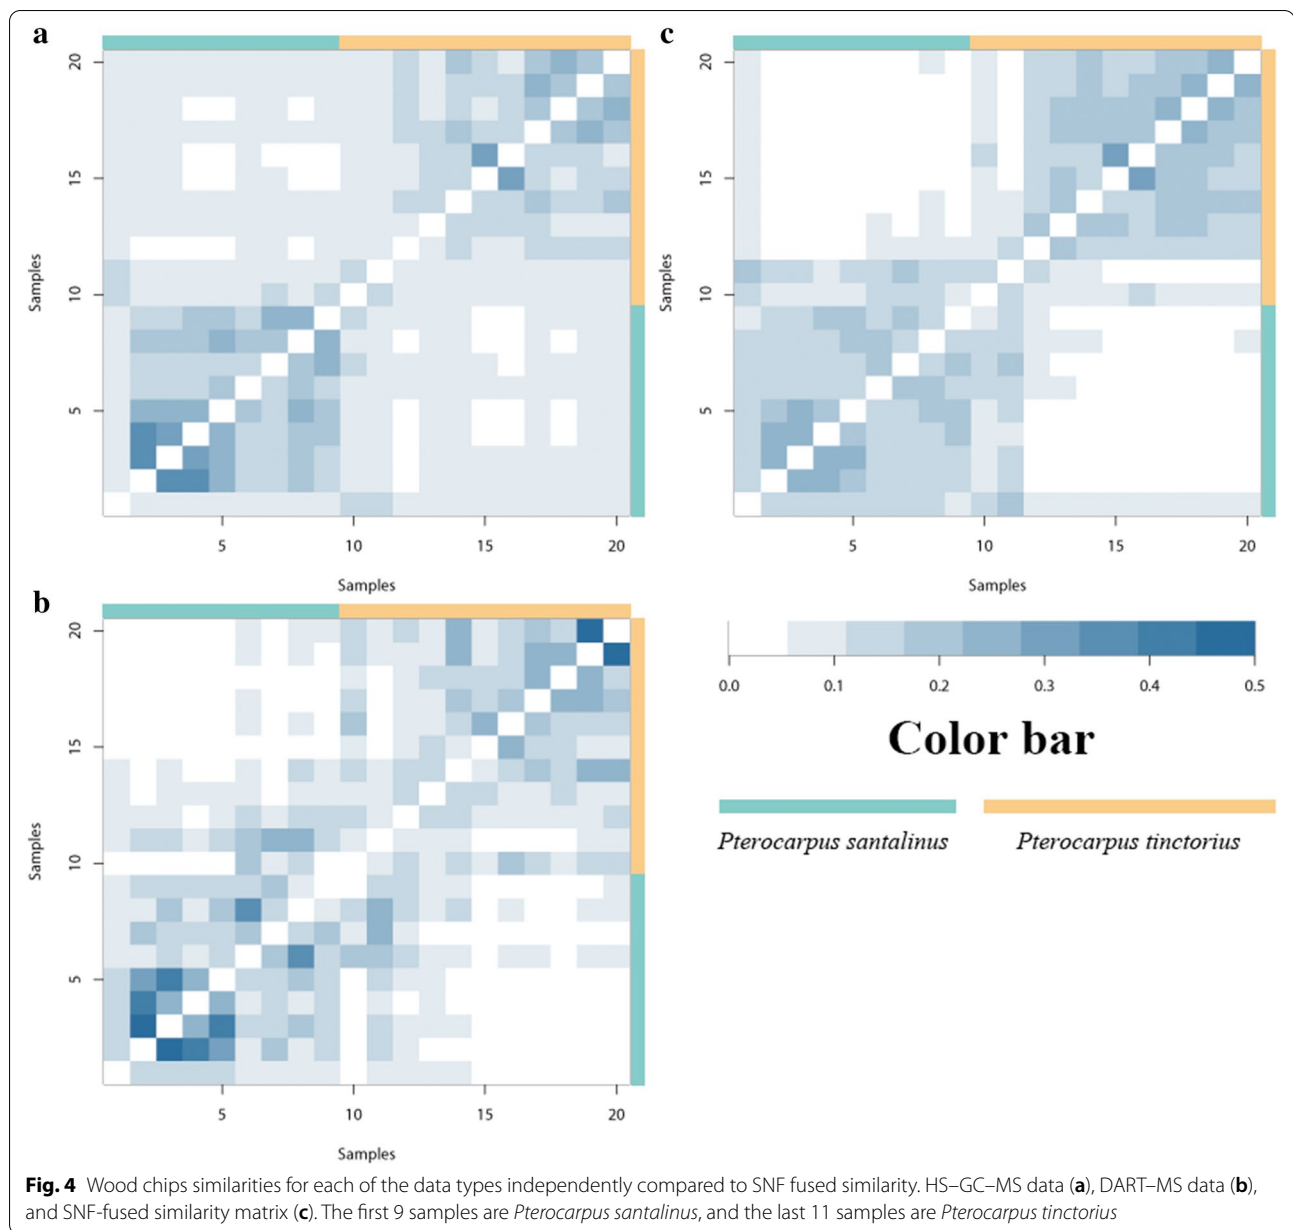 a
20
15
10
5
Samples
5
10
15
20
Samples
c
20
15
10
5
Samples
5
10
15
20
Samples
b
20
15
10
5
Samples
5
10
15
20
Samples
0.0
0.1
0.2
0.3
0.4
0.5
Color bar
Pterocarpus santalinus
Pterocarpus tinctorius
Fig. 4 Wood chips similarities for each of the data types independently compared to SNF fused similarity. HS–GC–MS data (a), DART–MS data (b),
and SNF-fused similarity matrix (c). The first 9 samples are Pterocarpus santalinus, and the last 11 samples are Pterocarpus tinctorius